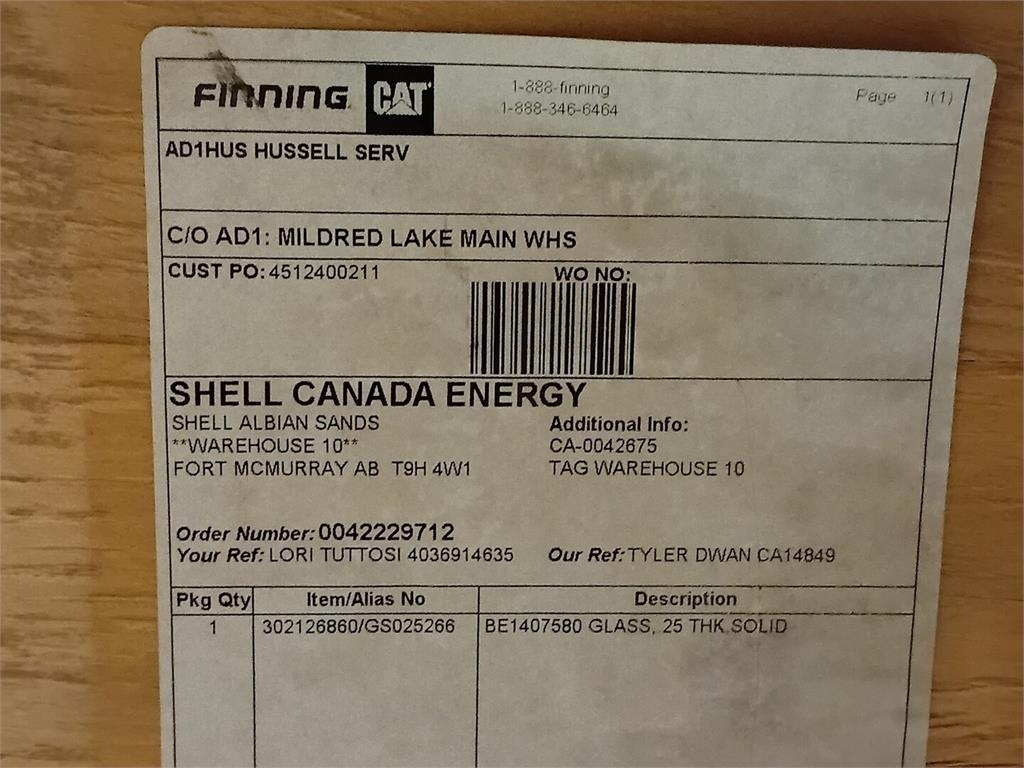 FINNING CAT 1-888-finning Page 1(1)
1-888-346-6464
AD1HUS HUSSELL SERV
C/O AD1: MILDRED LAKE MAIN WHS
CUST PO: 4512400211 WO NO:
SHELL CANADA ENERGY
SHELL ALBIAN SANDS Additional Info:
**WAREHOUSE 10** CA-0042675
FORT MCMURRAY AB T9H 4W1 TAG WAREHOUSE 10
Order Number: 0042229712
Your Ref: LORI TUTTOSI 4036914635 Our Ref: TYLER DWAN CA14849
Pkg Qty Item/Alias No Description
1 302126860/GS025266 BE1407580 GLASS, 25 THK SOLID